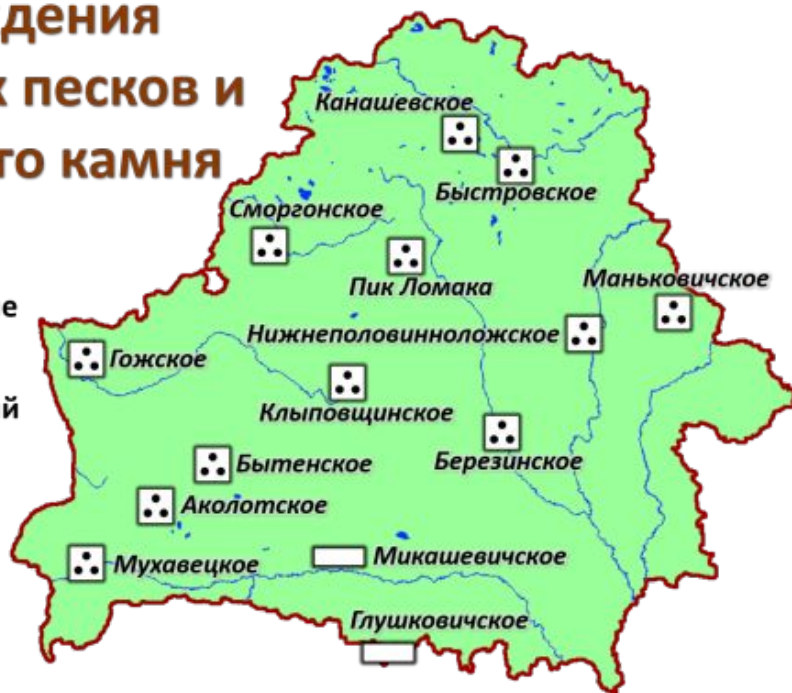 дения
х песков и
го камня
Канашевское
Быстровское
Сморгонское
Пик Ломака
Маньковичское
е
Нижнеполовинноложское
Гожское
й
Клыповщинское
Бытенское
Березинское
Аколотское
Мухавецкое
Микашевичское
Глушковичское